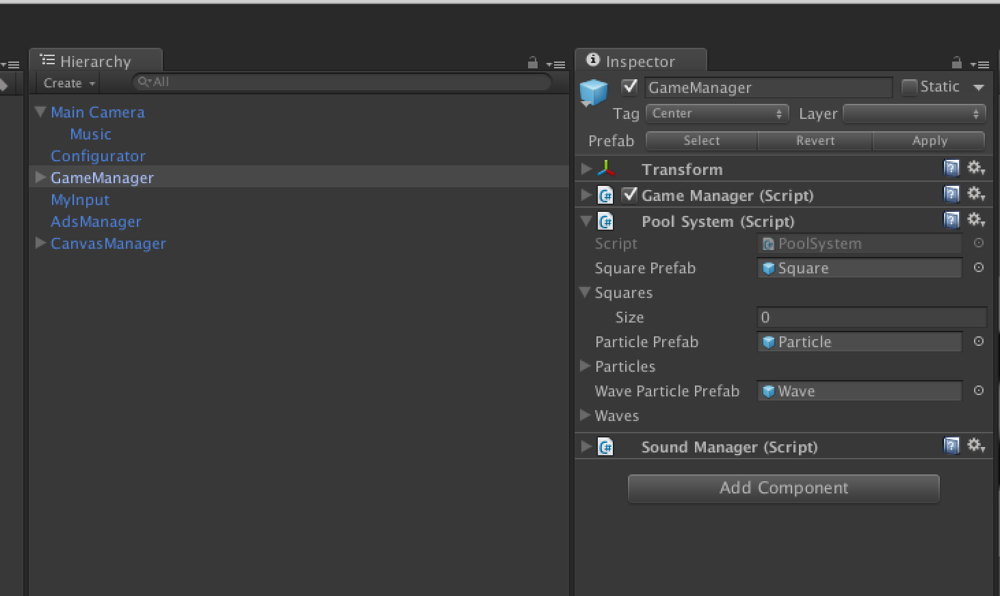 Hierarchy
Create
All
Main Camera
Music
Configurator
GameManager
MyInput
AdsManager
CanvasManager
Inspector
GameManager
Static
Tag Center Layer
Prefab Select Revert Apply
Transform
Game Manager (Script)
Pool System (Script)
Script PoolSystem
Square Prefab Square
Squares
Size 0
Particle Prefab Particle
Particles
Wave Particle Prefab Wave
Waves
Sound Manager (Script)
Add Component